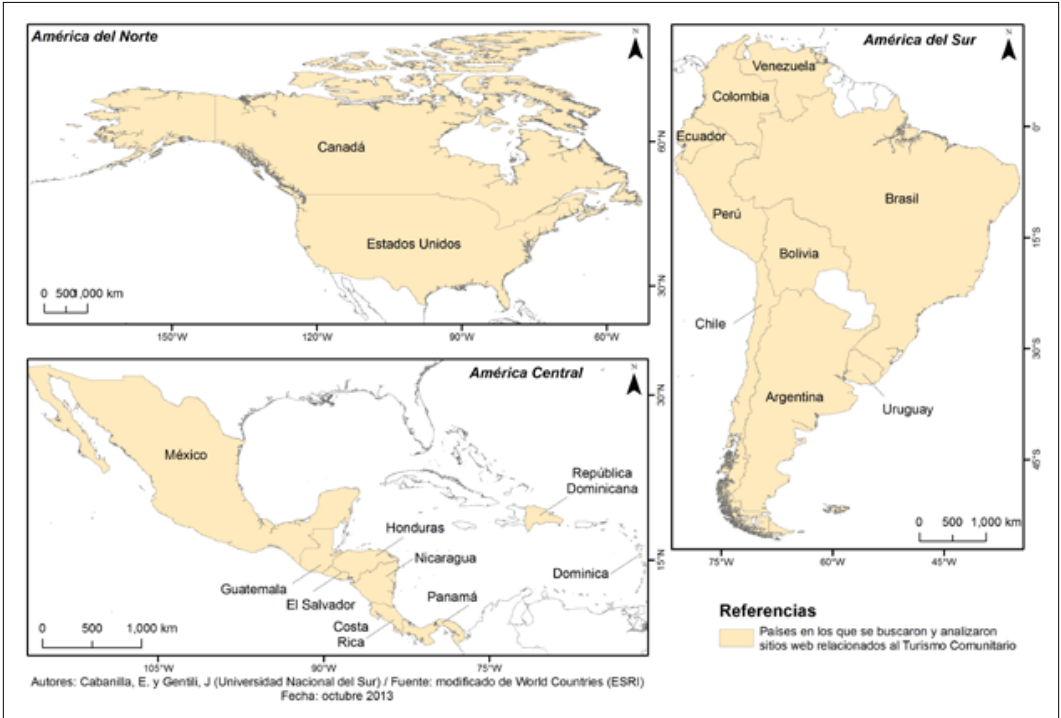 América del Norte
N
Canadá
Estados Unidos
0 500 1,000 km
60°N
30°N
150°W
120°W
90°W
60°W
América del Sur
N
Venezuela
Colombia
Ecuador
Perú
Brasil
Bolivia
Chile
Argentina
Uruguay
0 500 1,000 km
0°
15°S
30°S
45°S
75°W
60°W
45°W
América Central
N
México
República
Dominicana
Honduras
Nicaragua
Guatemala
El Salvador
Panamá
Costa
Rica
Dominica
0 500 1,000 km
30°N
15°N
105°W
90°W
75°W
Referencias
Países en los que se buscaron y analizaron
sitios web relacionados al Turismo Comunitario
Autores: Cabanilla, E. y Gentili, J (Universidad Nacional del Sur) / Fuente: modificado de World Countries (ESRI)
Fecha: octubre 2013